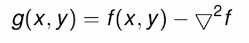 g(x, y) = f(x, y) − ▽²f